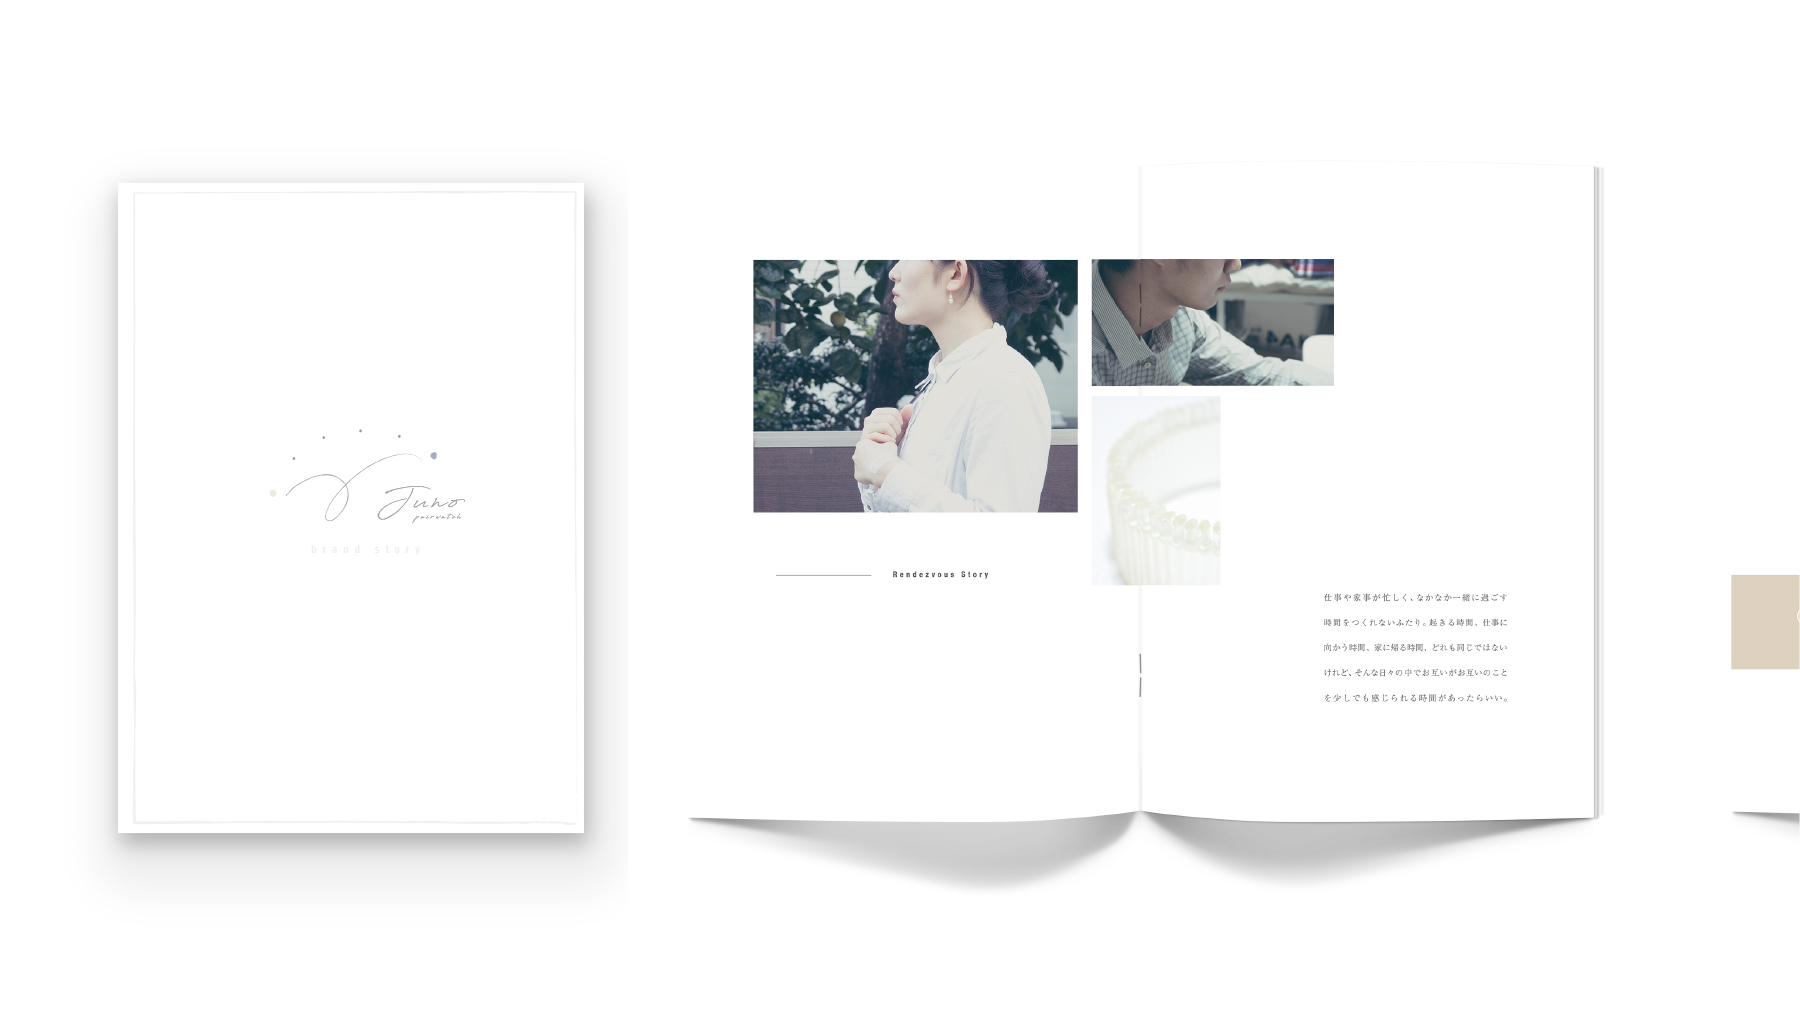 Juno
pairwatch
brand story
Rendezvous Story
仕事や家事が忙しく、なかなか一緒に過ごす
時間をつくれないふたり。起きる時間、仕事に
向かう時間、家に帰る時間、どれも同じではない
けれど、そんな日々の中でお互いがお互いのこと
を少しでも感じられる時間があったらいい。